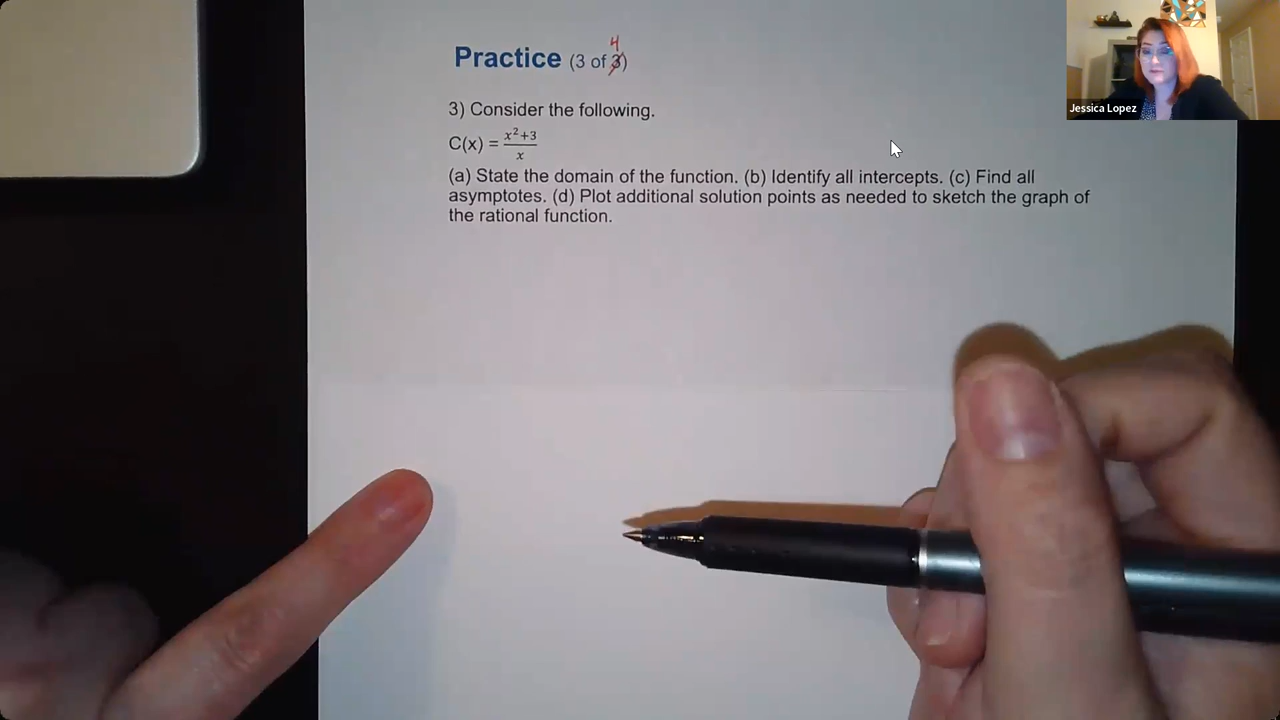 4
Practice (3 of 3)
3) Consider the following.
C(x) = x²+3/x
(a) State the domain of the function. (b) Identify all intercepts. (c) Find all
asymptotes. (d) Plot additional solution points as needed to sketch the graph of
the rational function.
Jessica Lopez